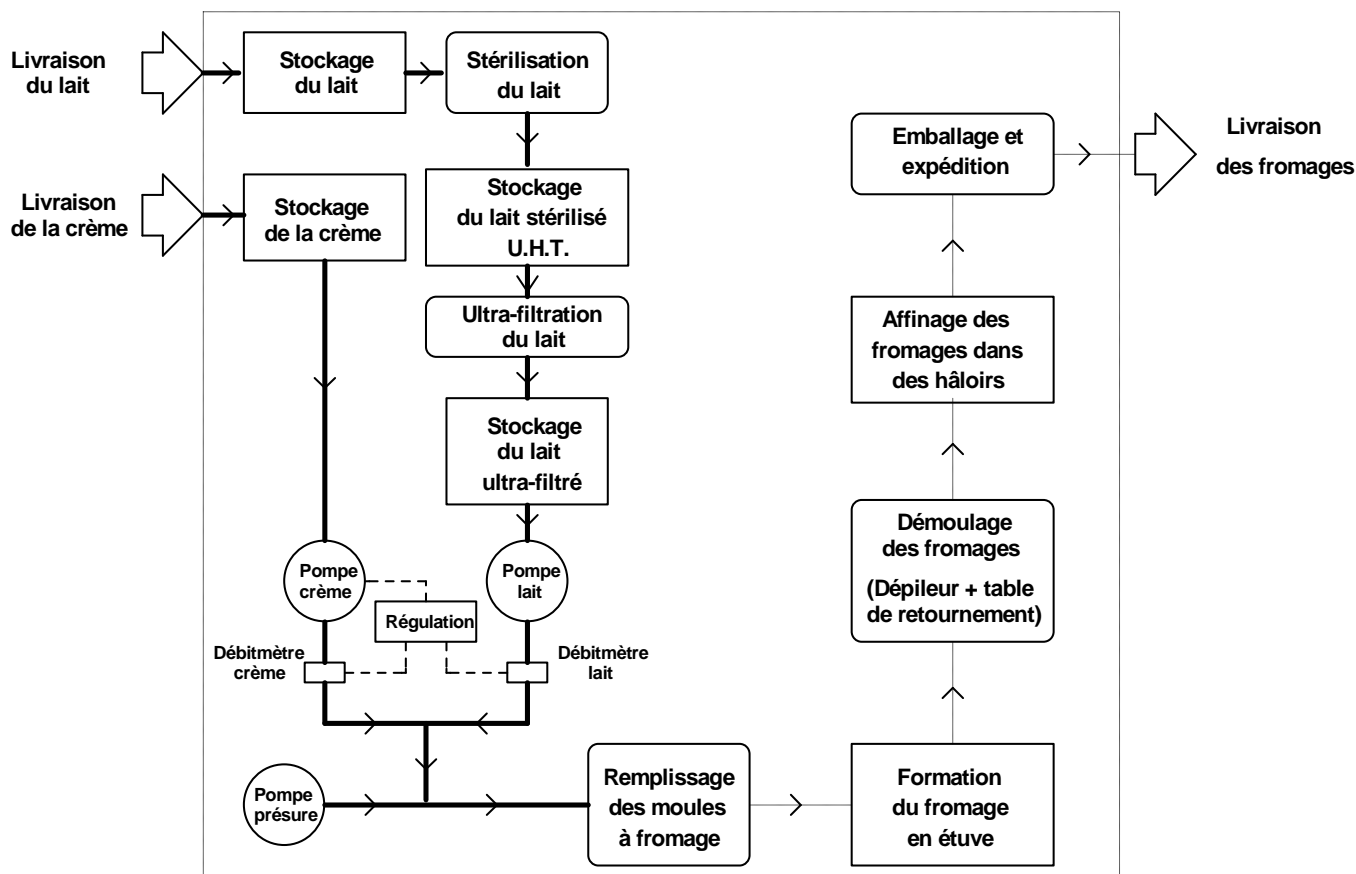 Livraison
du lait
Stockage
du lait
Stérilisation
du lait
Livraison
de la crème
Stockage
de la crème
Stockage
du lait stérilisé
U.H.T.
Ultra-filtration
du lait
Stockage
du lait
ultra-filtré
Pompe
crème
Pompe
lait
Régulation
Débitmètre
crème
Débitmètre
lait
Pompe
présure
Remplissage
des moules
à fromage
Formation
du fromage
en étuve
Démoulage
des fromages
(Dépileur + table
de retournement)
Affinage des
fromages dans
des hâloirs
Emballage et
expédition
Livraison
des fromages